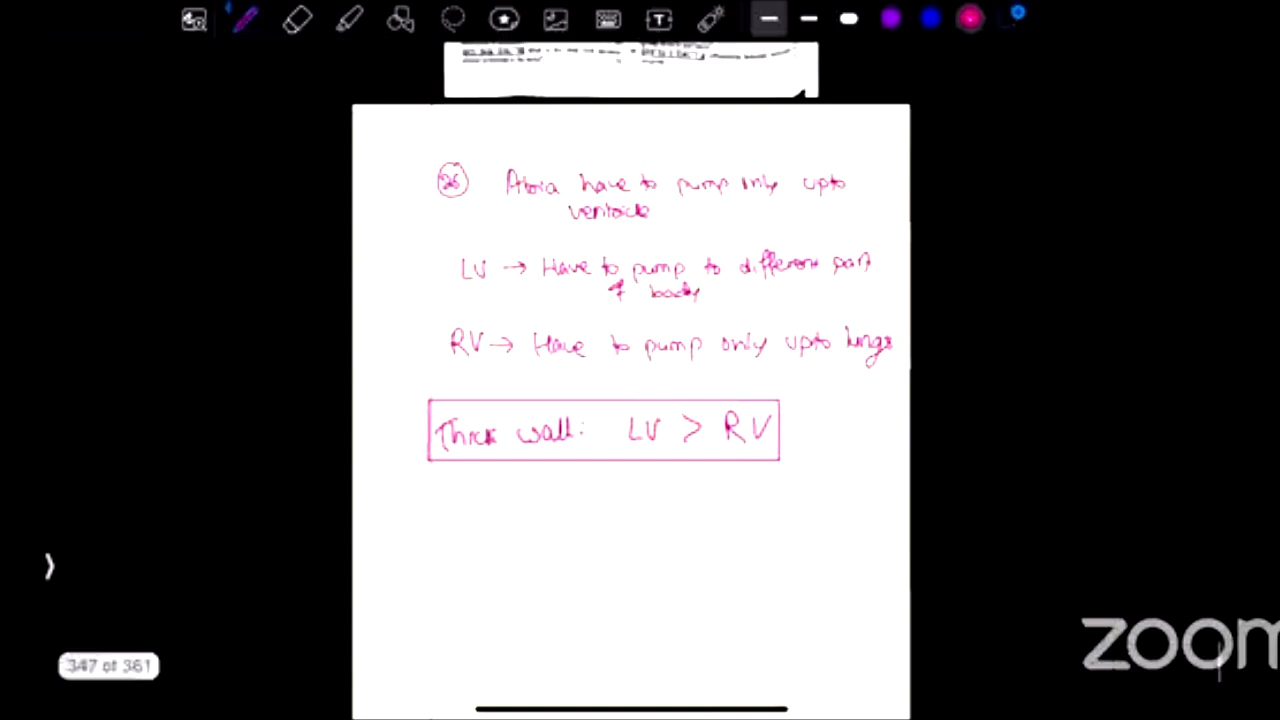 T
26 Atria have to pump only upto
ventricle
LV → Have to pump to different part
of body
RV → Have to pump only upto lungs
Thick wall: LV > RV
347 of 361
zoom